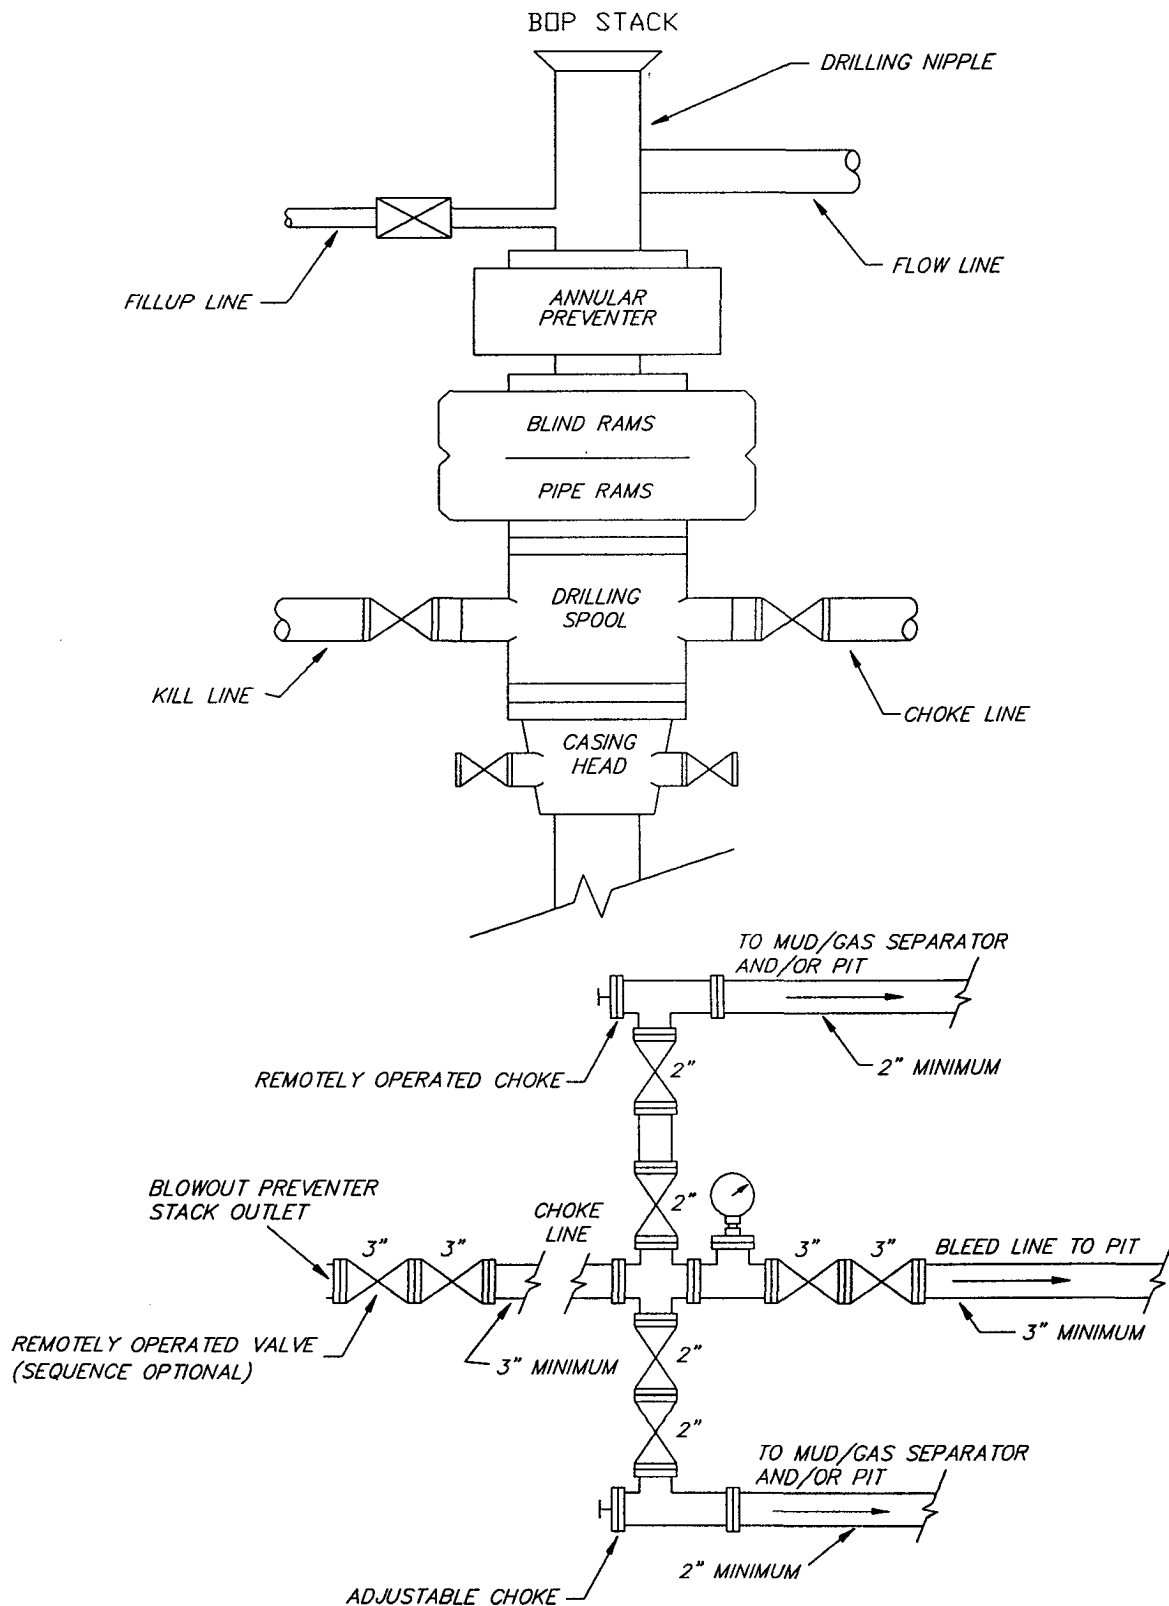 BOP STACK
DRILLING NIPPLE
FLOW LINE
FILLUP LINE
ANNULAR
PREVENTER
BLIND RAMS
PIPE RAMS
DRILLING
SPOOL
KILL LINE
CHOKE LINE
CASING
HEAD
TO MUD/GAS SEPARATOR
AND/OR PIT
2" MINIMUM
REMOTELY OPERATED CHOKE
2"
2"
BLOWOUT PREVENTER
STACK OUTLET
3"
3"
CHOKE
LINE
3"
3"
BLEED LINE TO PIT
REMOTELY OPERATED VALVE
(SEQUENCE OPTIONAL)
3" MINIMUM
3" MINIMUM
2"
2"
TO MUD/GAS SEPARATOR
AND/OR PIT
2" MINIMUM
ADJUSTABLE CHOKE